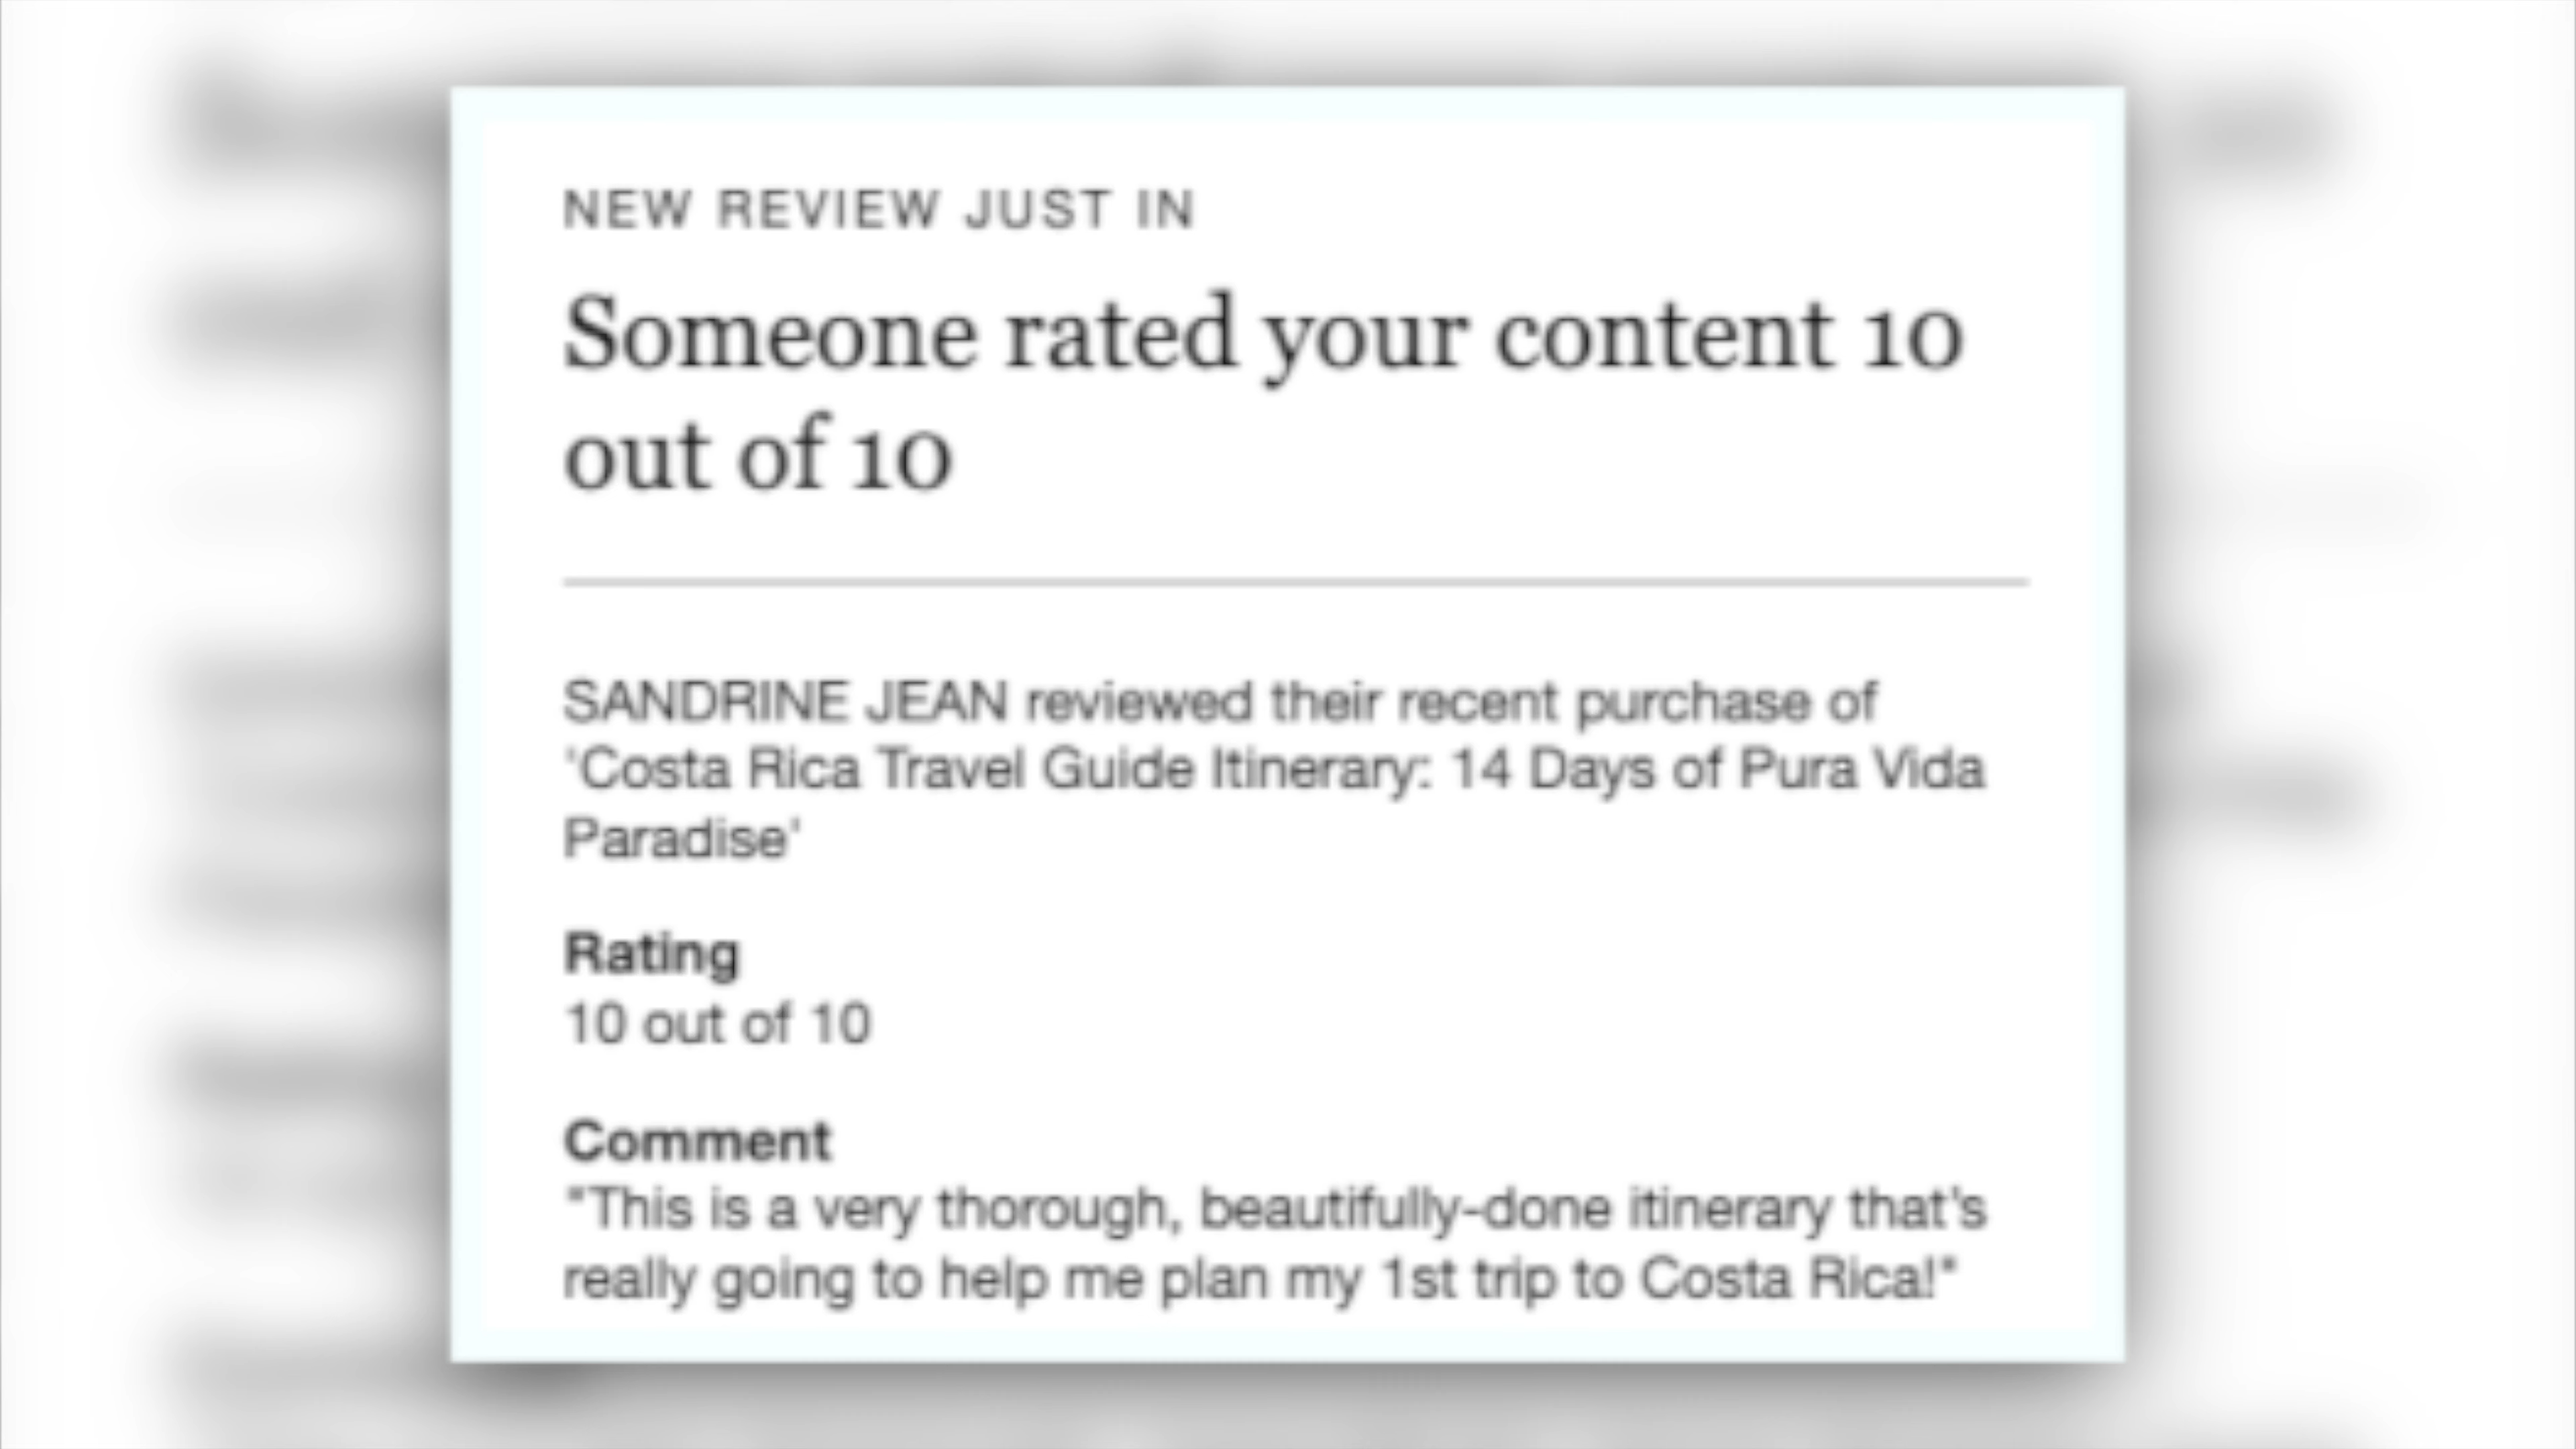 NEW REVIEW JUST IN
Someone rated your content 10
out of 10
SANDRINE JEAN reviewed their recent purchase of
'Costa Rica Travel Guide Itinerary: 14 Days of Pura Vida
Paradise'
Rating
10 out of 10
Comment
"This is a very thorough, beautifully-done itinerary that's
really going to help me plan my 1st trip to Costa Rica!"